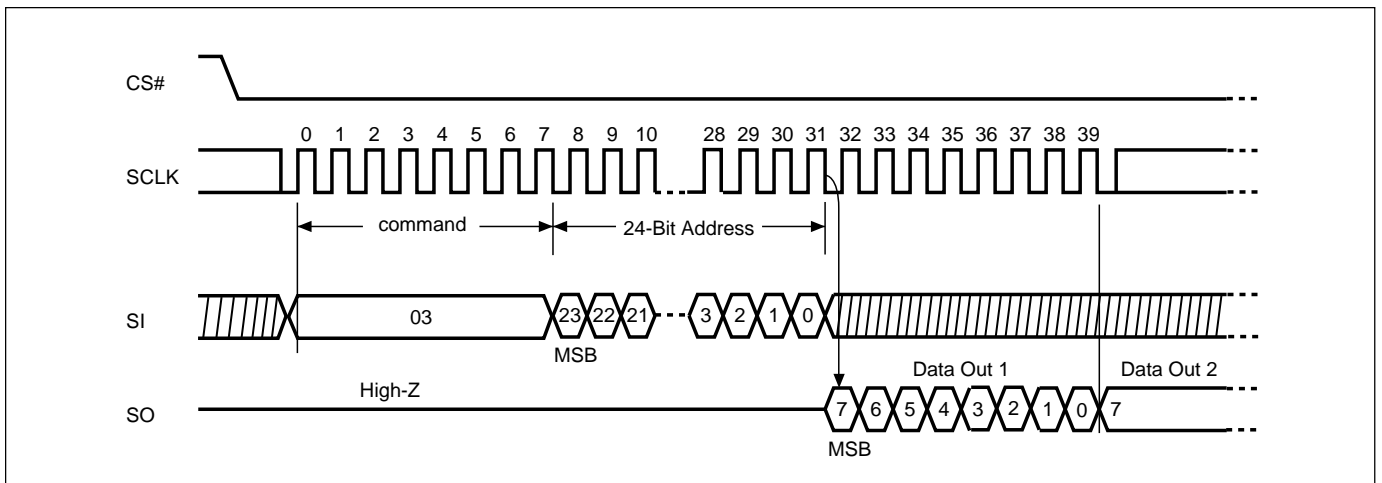 CS#
0 1 2 3 4 5 6 7 8 9 10 28 29 30 31 32 33 34 35 36 37 38 39
SCLK
command
24-Bit Address
SI
03
23 22 21 3 2 1 0
MSB
High-Z
Data Out 1
Data Out 2
SO
7 6 5 4 3 2 1 0 7
MSB